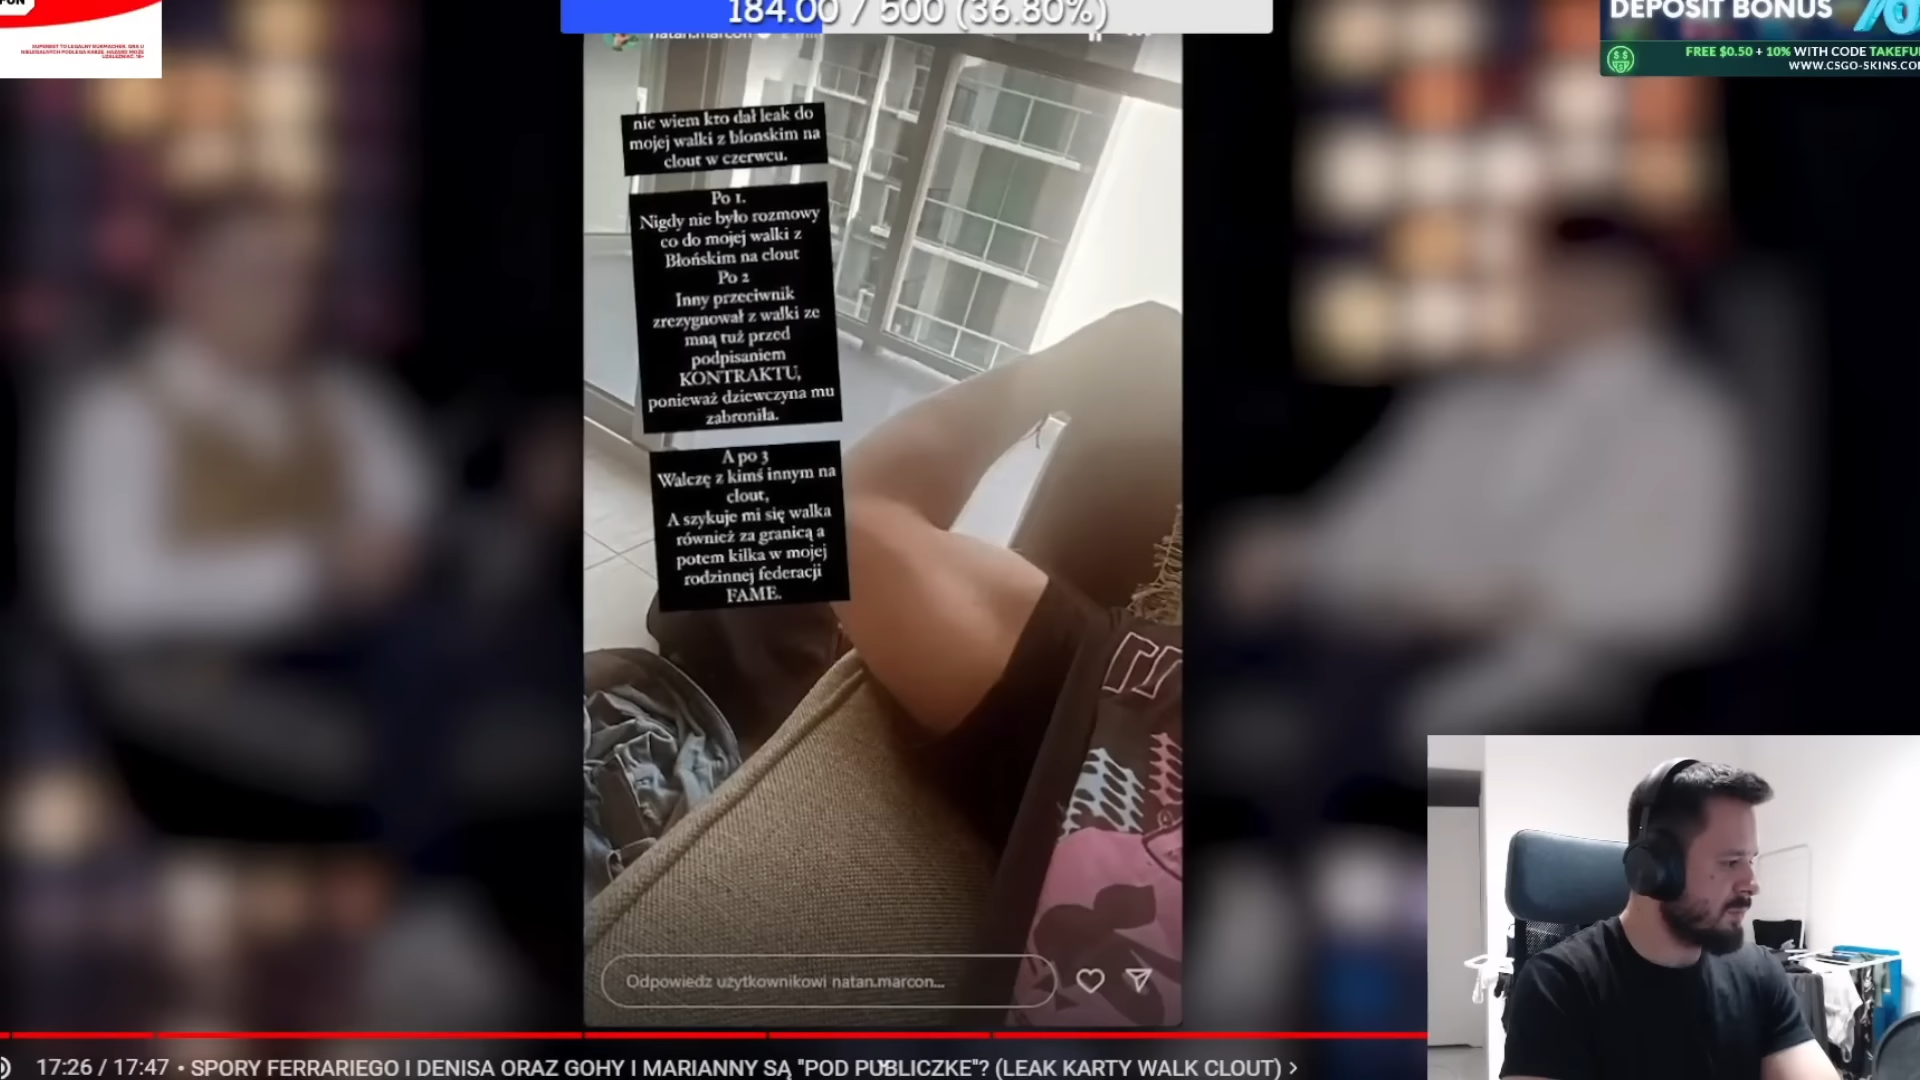 184.00 / 500 (36.80%)
DEPOSIT BONUS
FREE $0.50 + 10% WITH CODE TAKEFU
WWW.CSGO-SKINS.CO
natan.marcon
nie wiem kto dał leak do
mojej walki z blonskim na
clout w czerwcu.
Po 1.
Nigdy nie było rozmowy
co do mojej walki z
Błońskim na clout
Po 2
Inny przeciwnik
zrezygnował z walki ze
mną tuż przed
podpisaniem
KONTRAKTU,
ponieważ dziewczyna mu
zabroniła.
A po 3
Walczę z kimś innym na
clout,
A szykuje mi się walka
również za granicą a
potem kilka w mojej
rodzinnej federacji
FAME.
Odpowiedz użytkownikowi natan.marcon...
17:26 / 17:47 • SPORY FERRARIEGO I DENISA ORAZ GOHY I MARIANNY SĄ "POD PUBLICZKE"? (LEAK KARTY WALK CLOUT) >